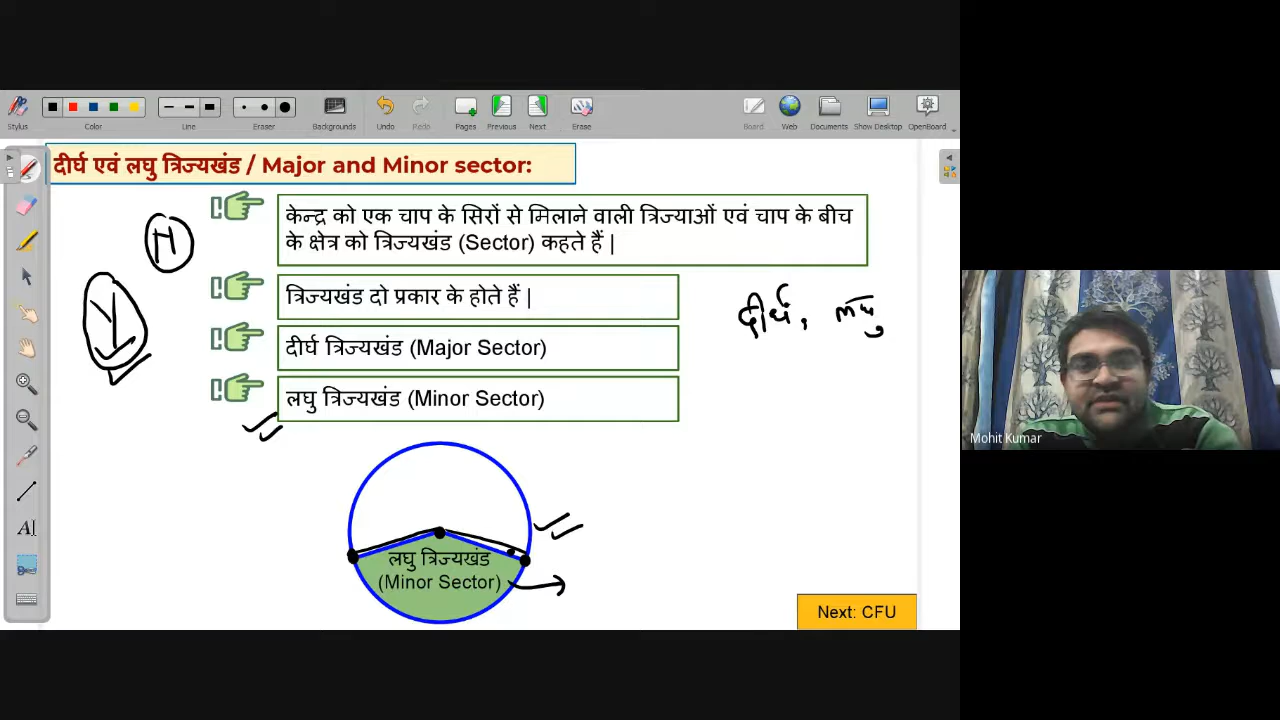 Stylus
Color
Line
Eraser
Backgrounds
Undo
Redo
Pages
Previous
Next
Erase
Board
Web
Documents
Show Desktop
OpenBoard
दीर्घ एवं लघु त्रिज्यखंड / Major and Minor sector:
केन्द्र को एक चाप के सिरों से मिलाने वाली त्रिज्याओं एवं चाप के बीच
के क्षेत्र को त्रिज्यखंड (Sector) कहते हैं |
H
त्रिज्यखंड दो प्रकार के होते हैं |
दीर्घ, लघु
दीर्घ त्रिज्यखंड (Major Sector)
लघु त्रिज्यखंड (Minor Sector)
लघु त्रिज्यखंड
(Minor Sector)
Next: CFU
Mohit Kumar